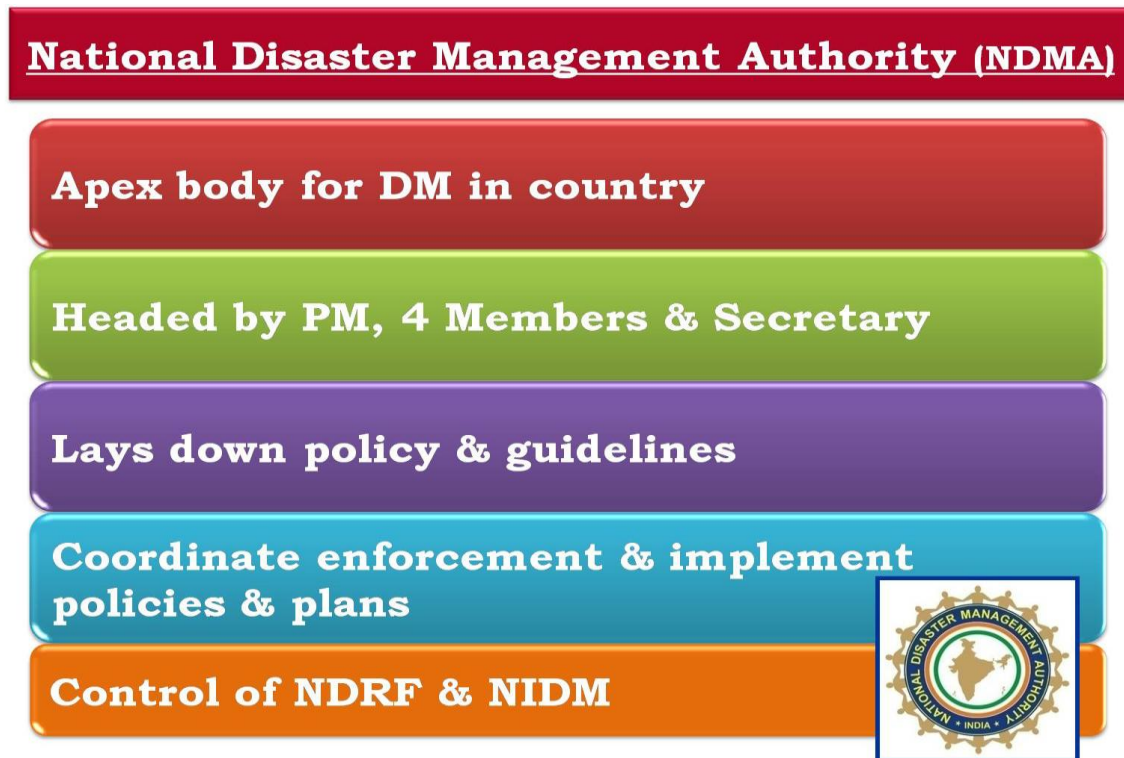 National Disaster Management Authority (NDMA)
Apex body for DM in country
Headed by PM, 4 Members & Secretary
Lays down policy & guidelines
Coordinate enforcement & implement
policies & plans
Control of NDRF & NIDM
NATIONAL DISASTER MANAGEMENT AUTHORITY
* INDIA *